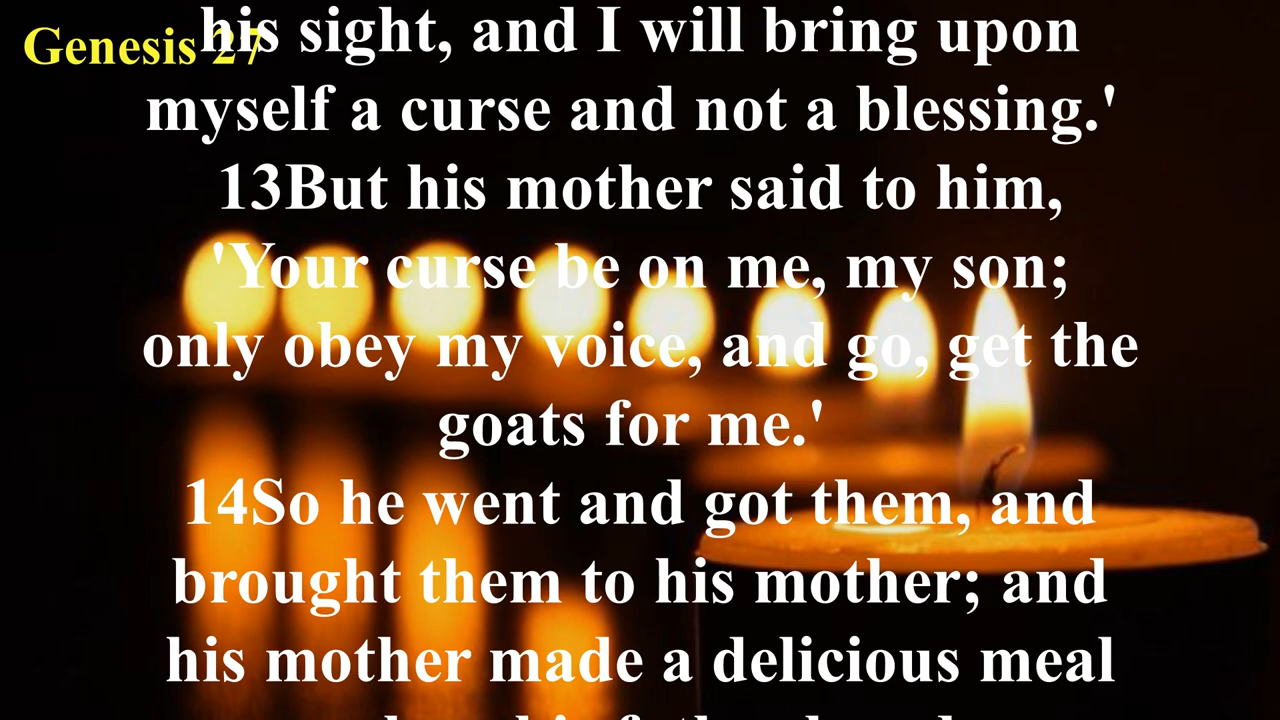 Genesis 27
his sight, and I will bring upon
myself a curse and not a blessing.'
13But his mother said to him,
'Your curse be on me, my son;
only obey my voice, and go, get the
goats for me.'
14So he went and got them, and
brought them to his mother; and
his mother made a delicious meal